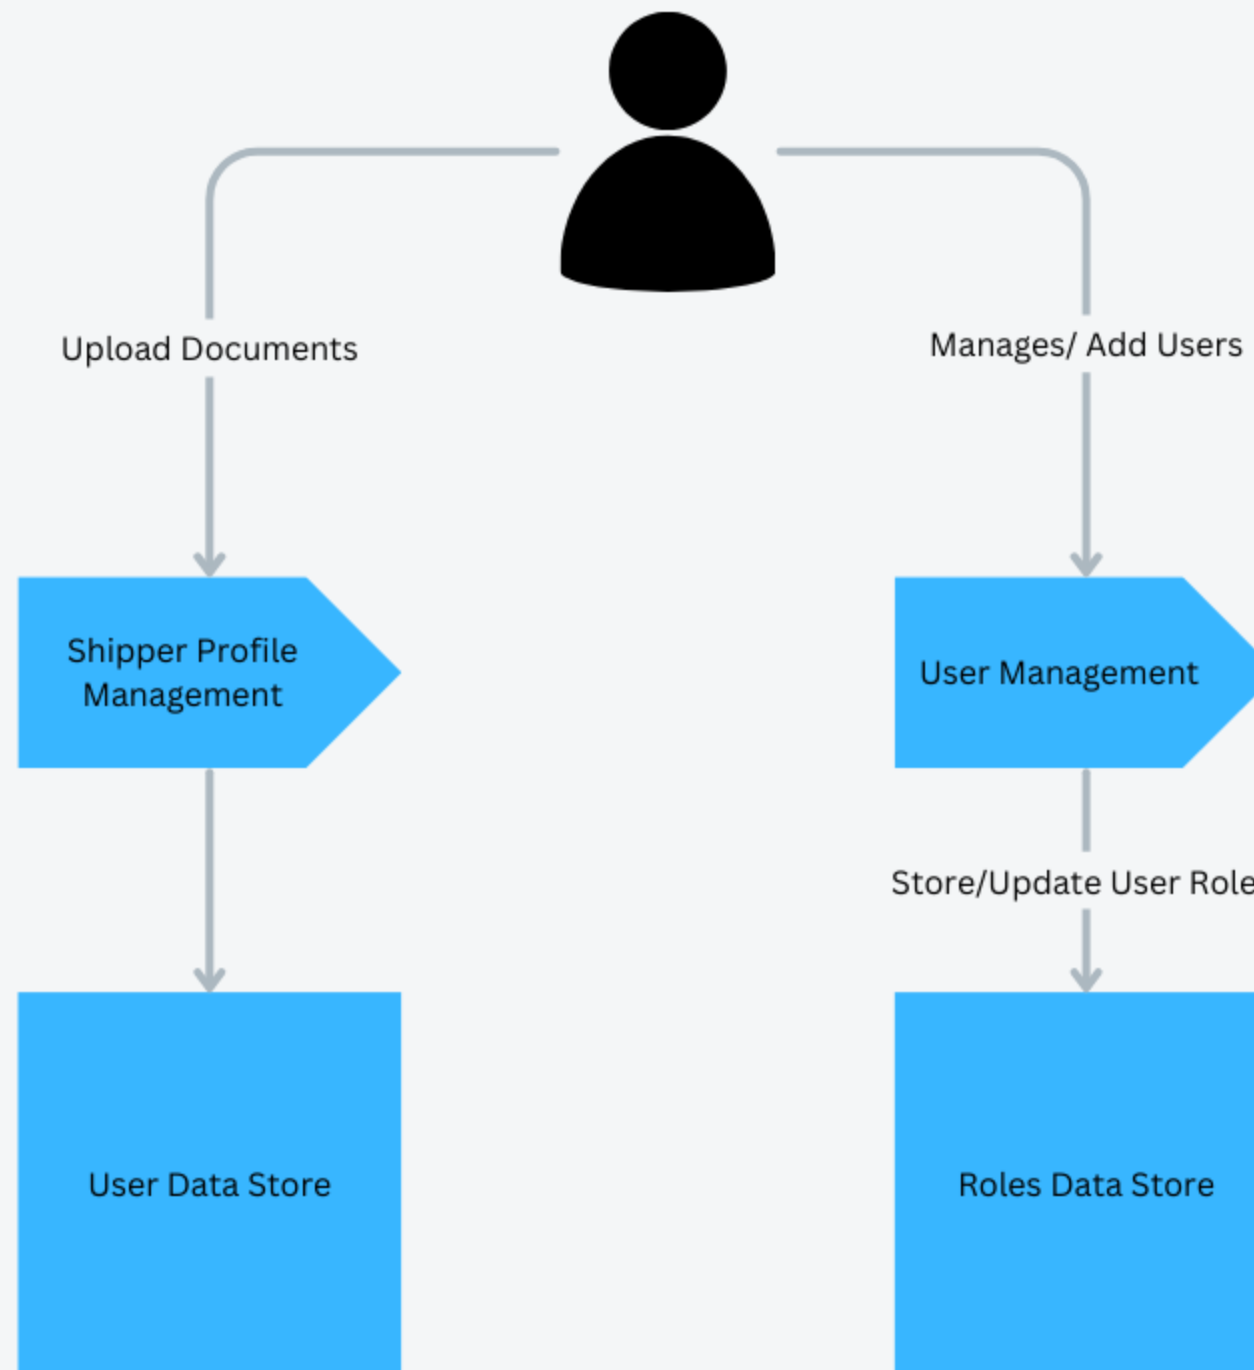 Upload Documents
Manages/ Add Users
Shipper Profile
Management
User Management
Store/Update User Role
User Data Store
Roles Data Store